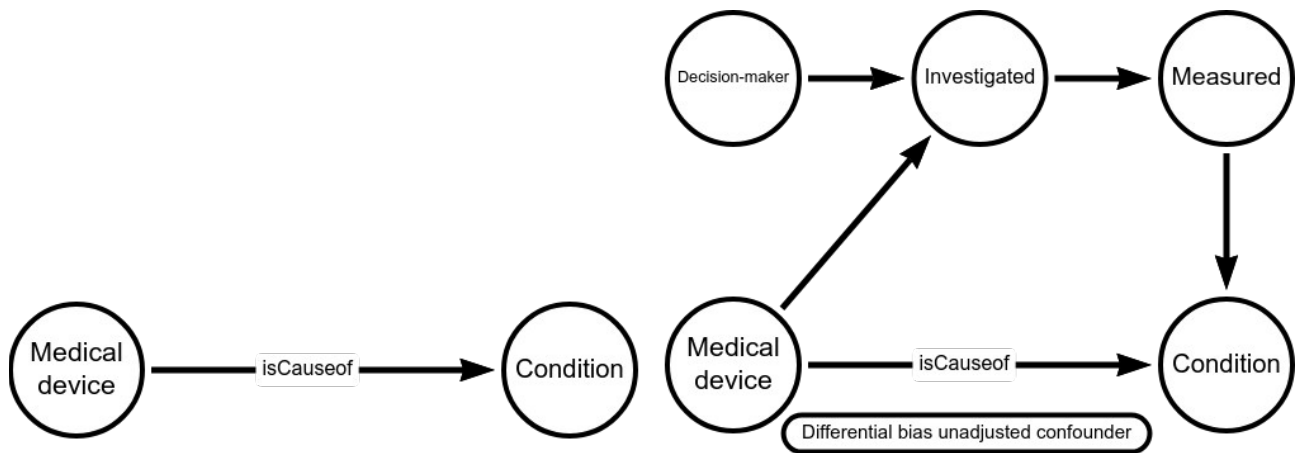 Medical
device
isCauseof
Condition
Decision-maker
Investigated
Measured
Medical
device
isCauseof
Condition
Differential bias unadjusted confounder